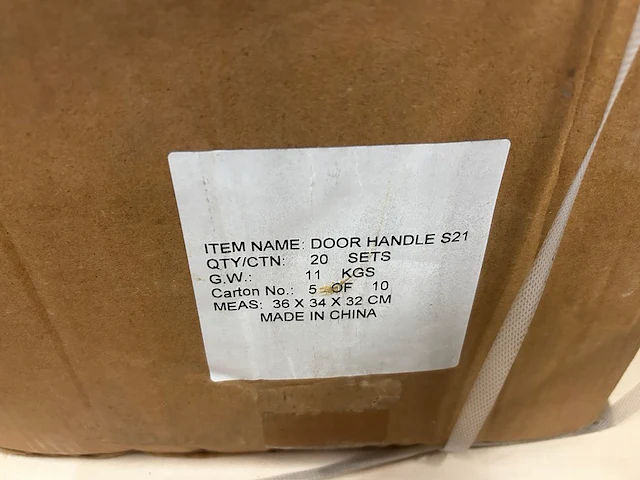 ITEM NAME: DOOR HANDLE S21
QTY/CTN: 20 SETS
G.W.: 11 KGS
Carton No.: 5 OF 10
MEAS: 36 X 34 X 32 CM
MADE IN CHINA